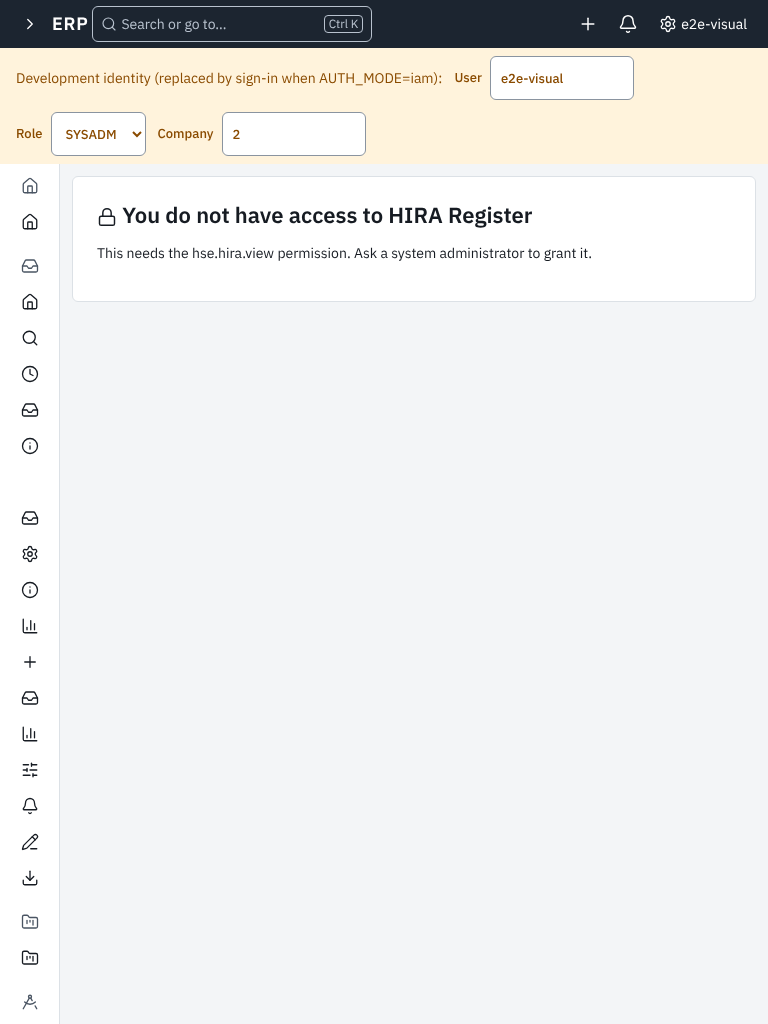 ERP
Search or go to...
Ctrl K
e2e-visual
Development identity (replaced by sign-in when AUTH_MODE=iam):
User
e2e-visual
Role
SYSADM
Company
2
You do not have access to HIRA Register
This needs the hse.hira.view permission. Ask a system administrator to grant it.